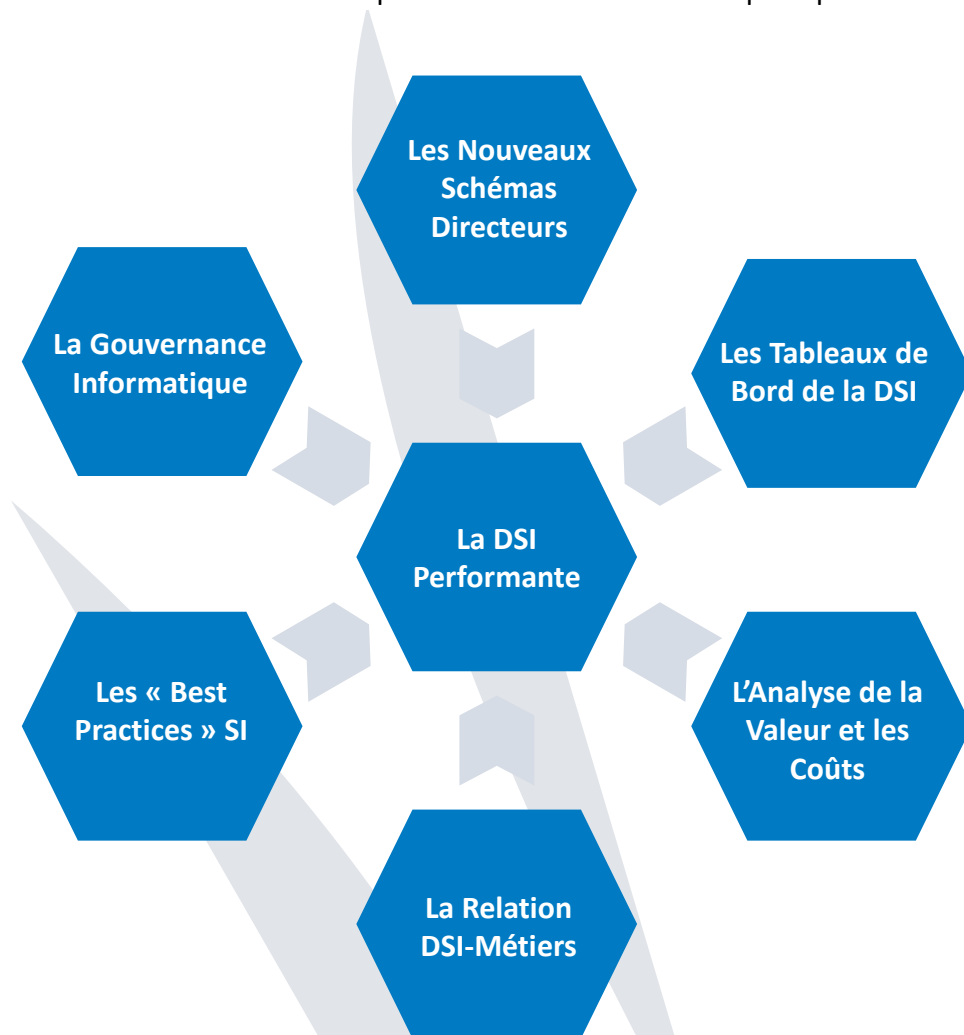 Les Nouveaux
Schémas
Directeurs
La Gouvernance
Informatique
Les Tableaux de
Bord de la DSI
La DSI
Performante
Les « Best
Practices » SI
L’Analyse de la
Valeur et les
Coûts
La Relation
DSI-Métiers